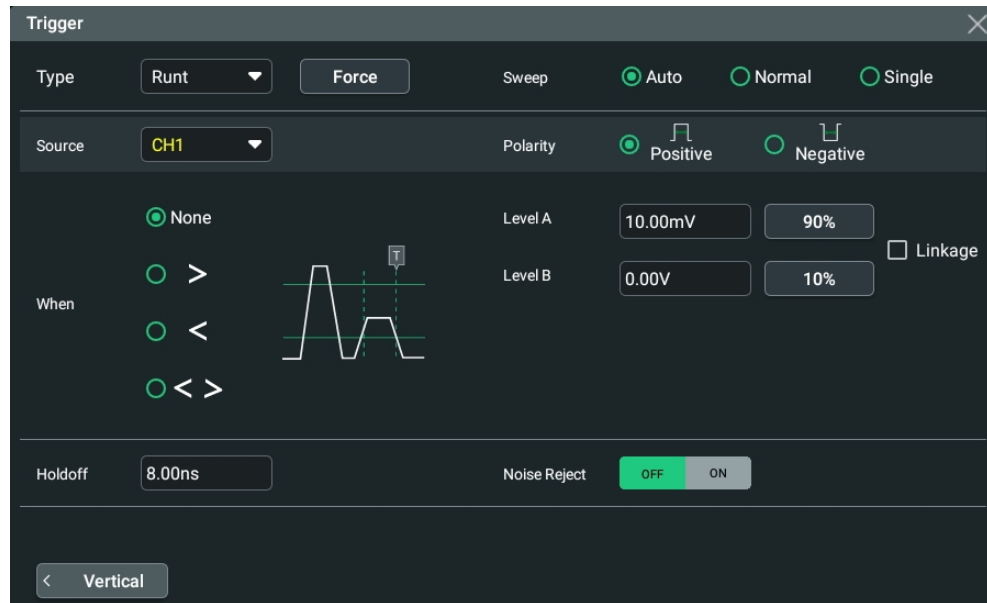 Trigger
Type Runt Force Sweep Auto Normal Single
Source CH1 Polarity Positive Negative
When
None
>
<
< >
T
Level A 10.00mV 90%
Level B 0.00V 10%
Linkage
Holdoff 8.00ns Noise Reject OFF ON
< Vertical